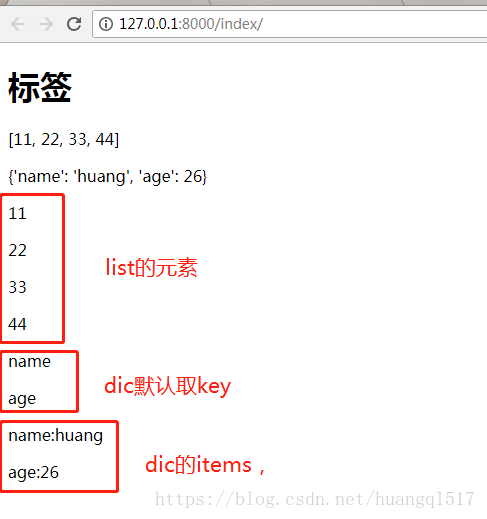 127.0.0.1:8000/index/
标签
[11, 22, 33, 44]
{'name': 'huang', 'age': 26}
11
22
list的元素
33
44
name
dic默认取key
age
name:huang
dic的items，
age:26
https://blog.csdn.net/huangql517